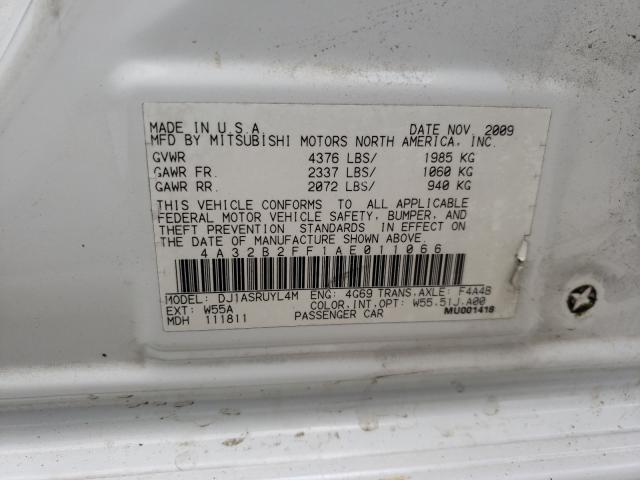 MADE IN U.S.A. DATE NOV. 2009
MFD BY MITSUBISHI MOTORS NORTH AMERICA, INC.
GVWR 4376 LBS/ 1985 KG
GAWR FR. 2337 LBS/ 1060 KG
GAWR RR. 2072 LBS/ 940 KG
THIS VEHICLE CONFORMS TO ALL APPLICABLE
FEDERAL MOTOR VEHICLE SAFETY, BUMPER, AND
THEFT PREVENTION STANDARDS IN EFFECT ON
THE DATE OF MANUFACTURE SHOWN ABOVE.
4A32B2FF1AE011066
MODEL: DJ1ASRUYL4M ENG: 4G69 TRANS,AXLE: F4A4B
EXT: W55A COLOR,INT,OPT: W55.51J.A00
MDH 111811 PASSENGER CAR MU001418